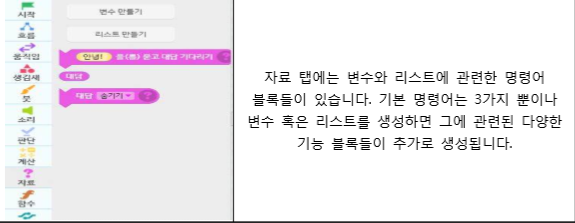 시작
흐름
움직임
생김새
붓
소리
판단
계산
자료
함수
변수 만들기
리스트 만들기
안녕! 을(를) 묻고 대답 기다리기 ?
대답
대답 숨기기 ▼ ?
자료 탭에는 변수와 리스트에 관련한 명령어
블록들이 있습니다. 기본 명령어는 3가지 뿐이나
변수 혹은 리스트를 생성하면 그에 관련된 다양한
기능 블록들이 추가로 생성됩니다.